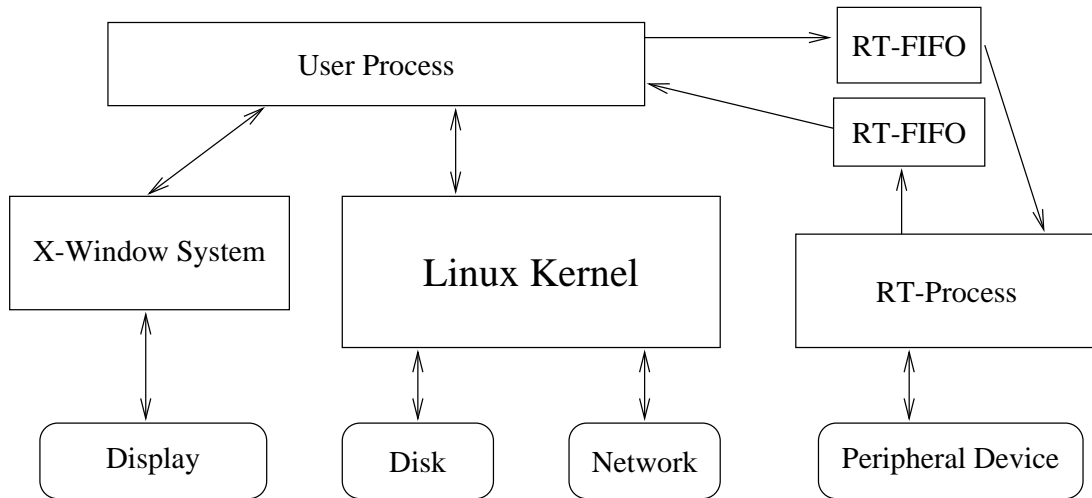 User Process
RT-FIFO
RT-FIFO
X-Window System
Linux Kernel
RT-Process
Display
Disk
Network
Peripheral Device